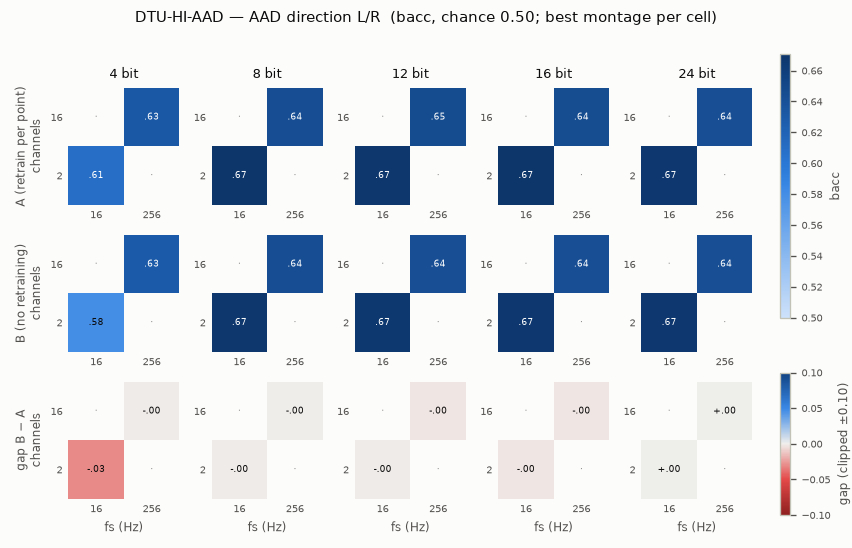 DTU-HI-AAD — AAD direction L/R  (bacc, chance 0.50; best montage per cell)
4 bit
8 bit
12 bit
16 bit
24 bit
A (retrain per point)
channels
16 · .63
16 · .64
16 · .65
16 · .64
16 · .64
2 .61 ·
2 .67 ·
2 .67 ·
2 .67 ·
2 .67 ·
16 256
16 256
16 256
16 256
16 256
B (no retraining)
channels
16 · .63
16 · .64
16 · .64
16 · .64
16 · .64
2 .58 ·
2 .67 ·
2 .67 ·
2 .67 ·
2 .67 ·
16 256
16 256
16 256
16 256
16 256
gap B − A
channels
16 · -.00
16 · -.00
16 · -.00
16 · -.00
16 · +.00
2 -.03 ·
2 -.00 ·
2 -.00 ·
2 -.00 ·
2 +.00 ·
16 256
16 256
16 256
16 256
16 256
fs (Hz)
fs (Hz)
fs (Hz)
fs (Hz)
fs (Hz)
0.66
0.64
0.62
0.60
0.58
0.56
0.54
0.52
0.50
bacc
0.10
0.05
0.00
−0.05
−0.10
gap (clipped ±0.10)